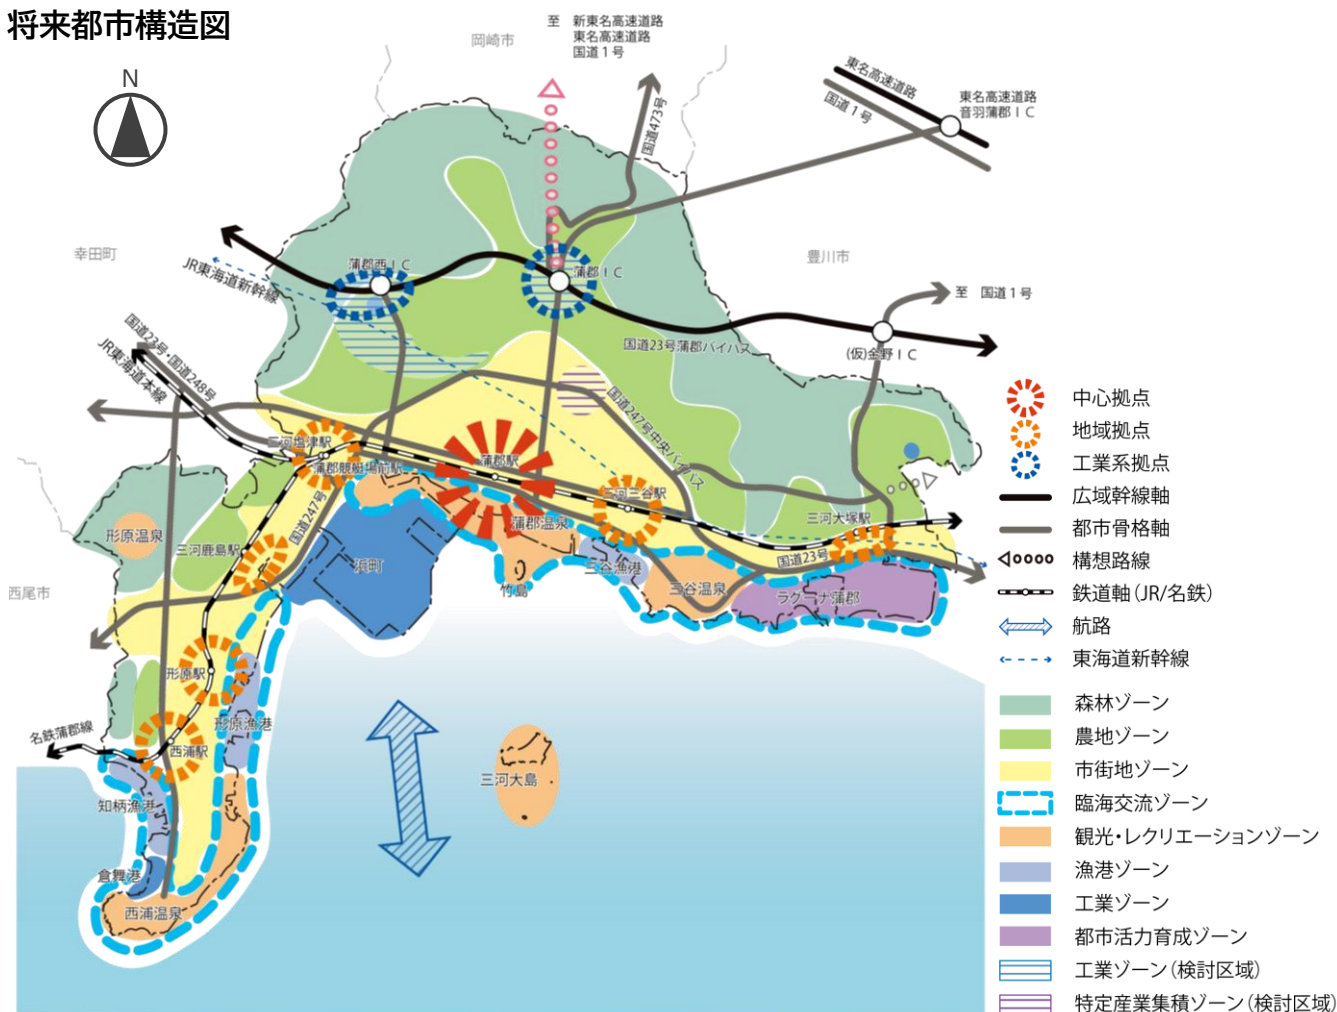 将来都市構造図
N
岡崎市
至 新東名高速道路
東名高速道路
国道1号
国道473号
東名高速道路
国道1号
東名高速道路
音羽蒲郡IC
幸田町
豊川市
JR東海道新幹線
蒲郡西IC
蒲郡IC
至 国道1号
国道23号蒲郡バイパス
(仮)金野IC
国道23号・国道248号
JR東海道本線
国道247号中央バイパス
三河塩津駅
蒲郡競艇場前駅
蒲郡駅
三河三谷駅
三河大塚駅
国道247号
蒲郡温泉
国道23号
形原温泉
三河鹿島駅
浜町
竹島
三谷漁港
三谷温泉
ラグーナ蒲郡
西尾市
形原駅
形原漁港
名鉄蒲郡線
西浦駅
三河大島
知柄漁港
倉舞港
西浦温泉
中心拠点
地域拠点
工業系拠点
広域幹線軸
都市骨格軸
構想路線
鉄道軸(JR/名鉄)
航路
東海道新幹線
森林ゾーン
農地ゾーン
市街地ゾーン
臨海交流ゾーン
観光・レクリエーションゾーン
漁港ゾーン
工業ゾーン
都市活力育成ゾーン
工業ゾーン(検討区域)
特定産業集積ゾーン(検討区域)